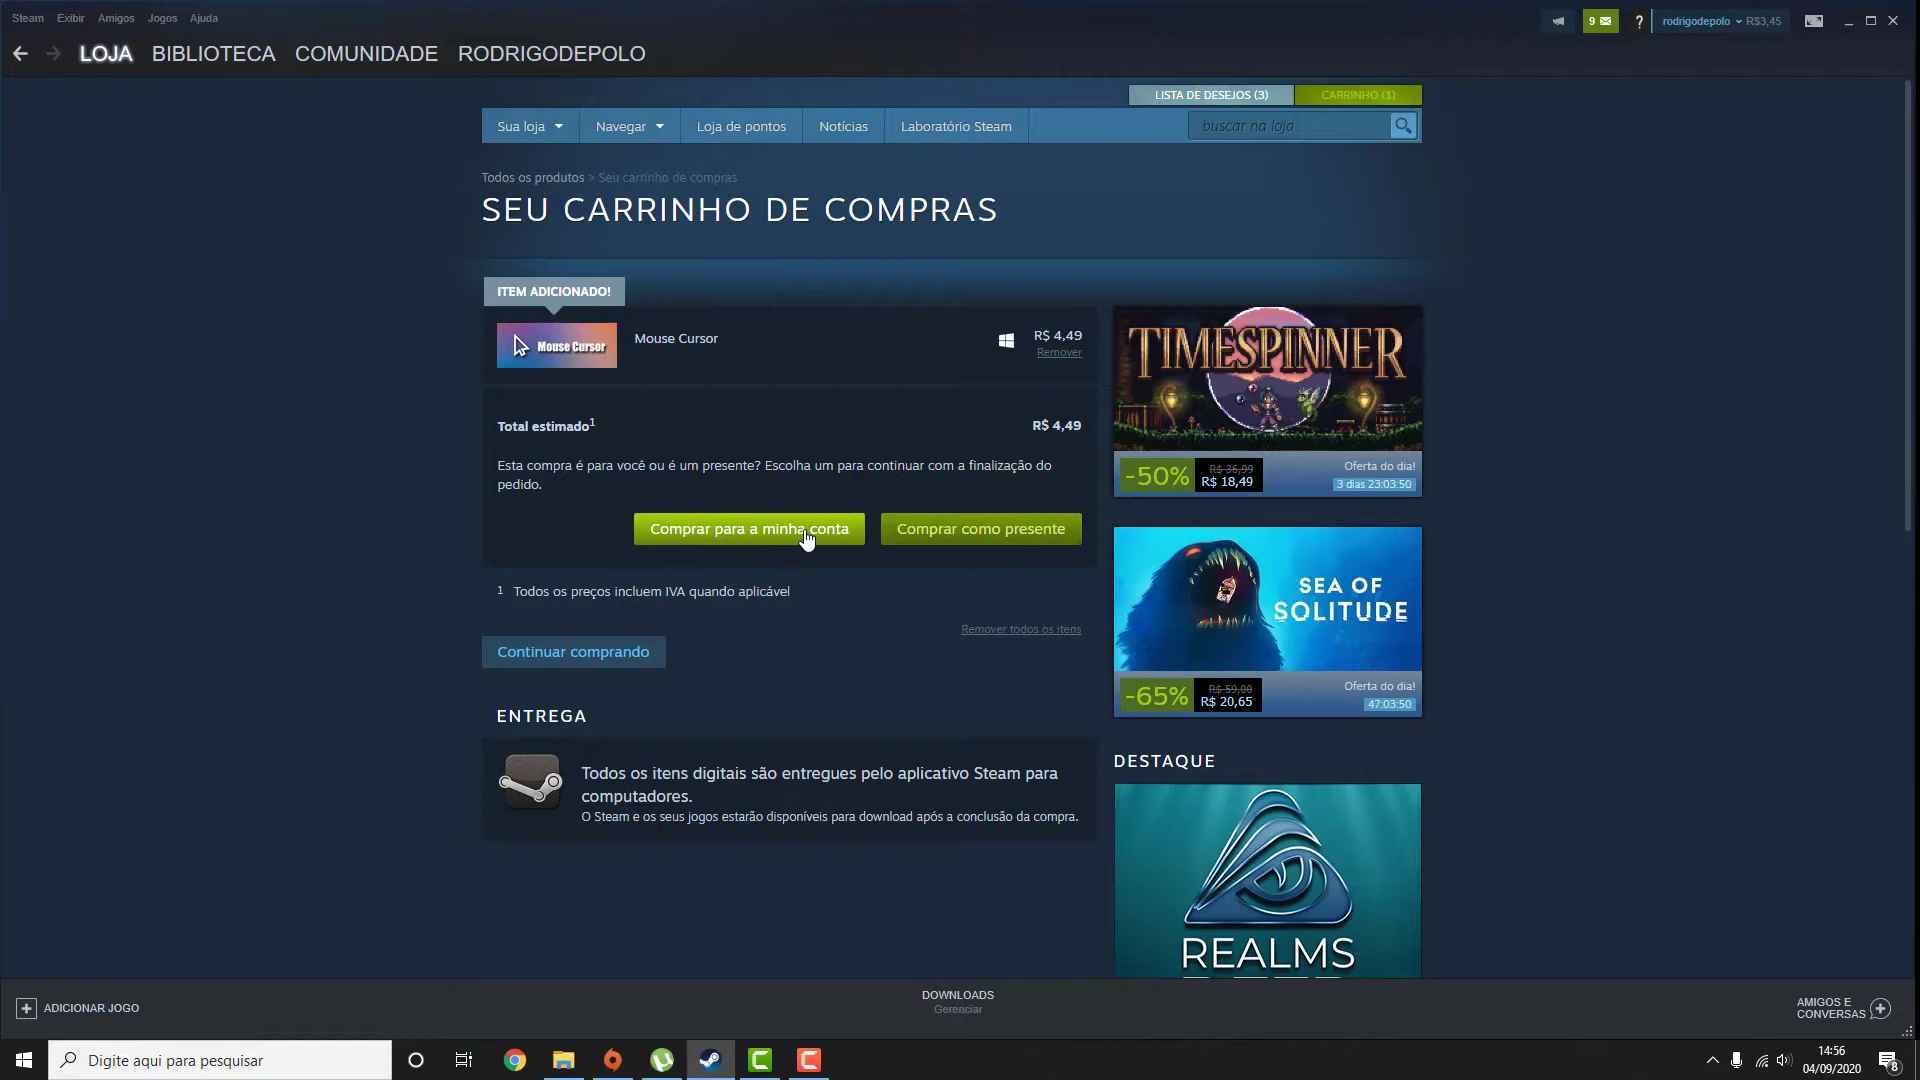 Steam Exibir Amigos Jogos Ajuda
9 ? rodrigodepolo R$3,45
LOJA BIBLIOTECA COMUNIDADE RODRIGODEPOLO
LISTA DE DESEJOS (3) CARRINHO (1)
Sua loja Navegar Loja de pontos Notícias Laboratório Steam buscar na loja
Todos os produtos > Seu carrinho de compras
SEU CARRINHO DE COMPRAS
ITEM ADICIONADO!
Mouse Cursor
Mouse Cursor
R$ 4,49
Remover
Total estimado1 R$ 4,49
Esta compra é para você ou é um presente? Escolha um para continuar com a finalização do
pedido.
Comprar para a minha conta Comprar como presente
1 Todos os preços incluem IVA quando aplicável
Remover todos os itens
Continuar comprando
ENTREGA
Todos os itens digitais são entregues pelo aplicativo Steam para
computadores.
O Steam e os seus jogos estarão disponíveis para download após a conclusão da compra.
TIMESPINNER
-50% R$ 36,99
R$ 18,49
Oferta do dia!
3 dias 23:03:50
SEA OF
SOLITUDE
-65% R$ 59,00
R$ 20,65
Oferta do dia!
47:03:50
DESTAQUE
REALMS
ADICIONAR JOGO
DOWNLOADS
Gerenciar
AMIGOS E
CONVERSAS
Digite aqui para pesquisar
14:56
04/09/2020
8